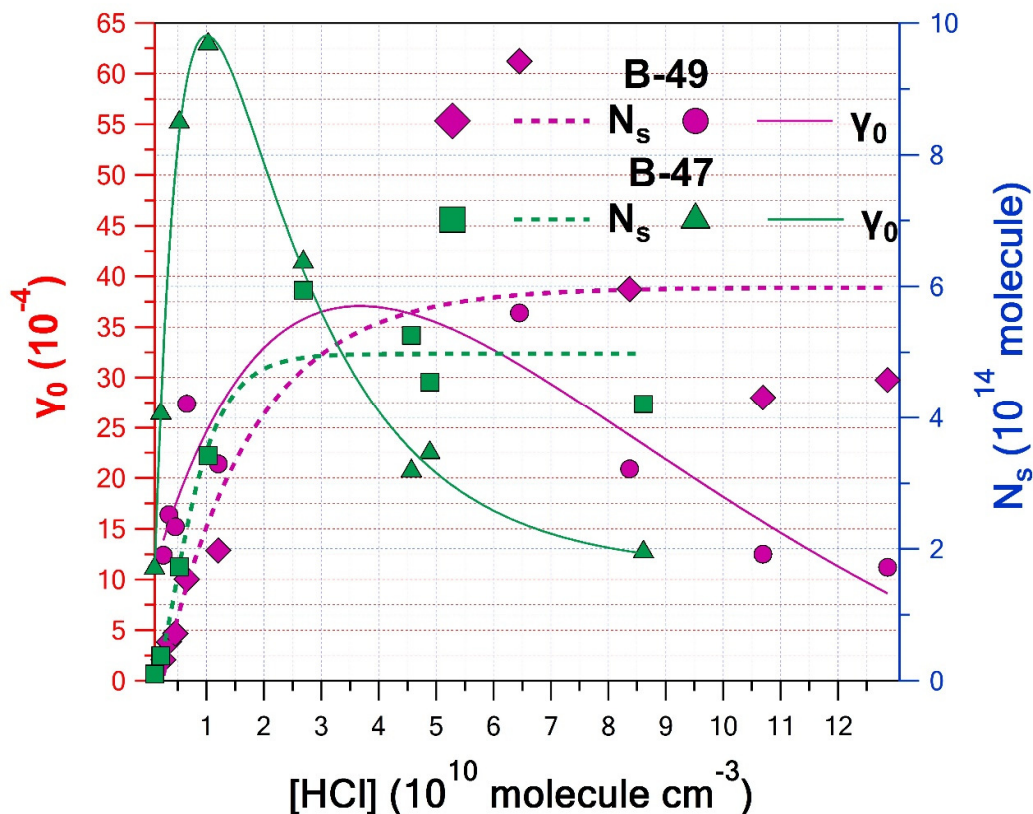 65
60
55
50
45
40
35
30
25
20
15
10
5
0
γ₀ (10⁻⁴)
B-49
Nₛ γ₀
B-47
Nₛ γ₀
10
8
6
4
2
0
Nₛ (10¹⁴ molecule)
1 2 3 4 5 6 7 8 9 10 11 12
[HCl] (10¹⁰ molecule cm⁻³)